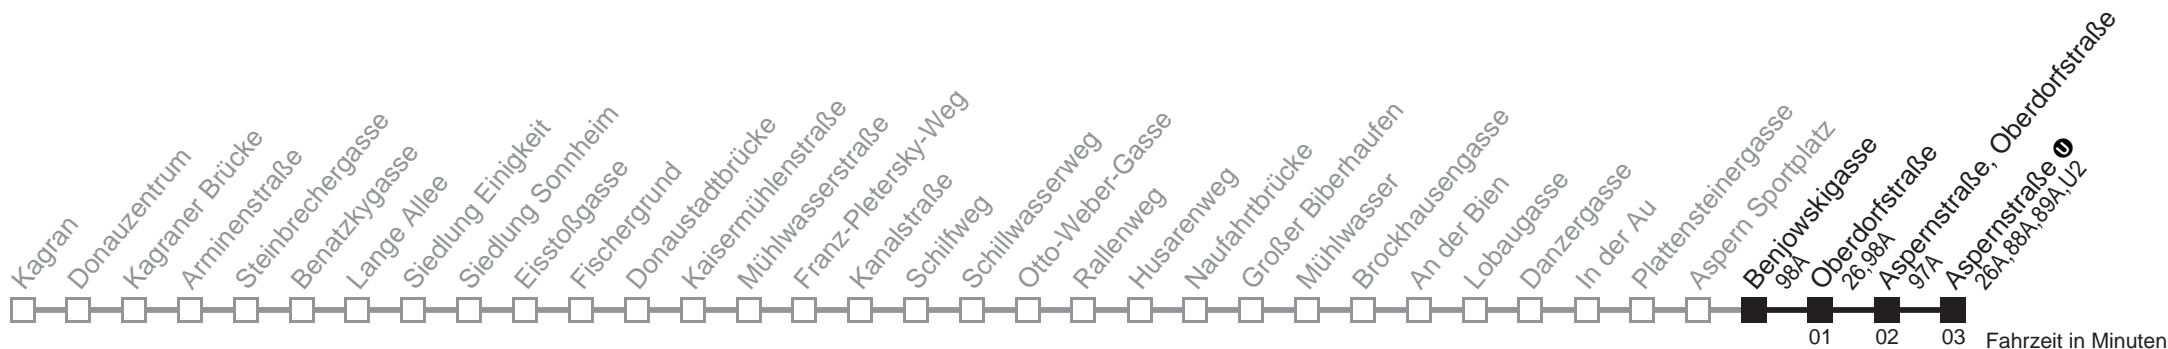 Kagran
Donauzentrum
Kagraner Brücke
Arminenstraße
Steinbrechergasse
Benatzkygasse
Lange Allee
Siedlung Einigkeit
Siedlung Sonnheim
Eisstoßgasse
Fischergrund
Donaustadtbrücke
Kaisermühlenstraße
Mühlwasserstraße
Franz-Pletersky-Weg
Kanalstraße
Schilfweg
Schillwasserweg
Otto-Weber-Gasse
Rallenweg
Husarenweg
Naufahrtbrücke
Großer Biberhaufen
Mühlwasser
Brockhausengasse
An der Bien
Lobaugasse
Danzergasse
In der Au
Plattensteinergasse
Aspern Sportplatz
Benjowskigasse
98A
Oberdorfstraße
26,98A
Aspernstraße, Oberdorfstraße
97A
Aspernstraße U
26A,88A,89A,U2
01 02 03 Fahrzeit in Minuten